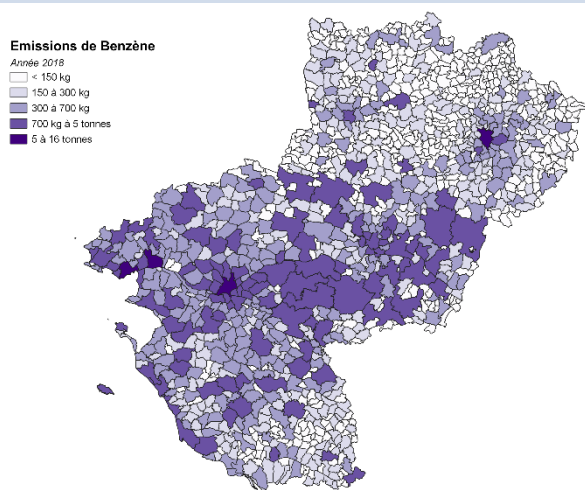 Emissions de Benzène
Année 2018
< 150 kg
150 à 300 kg
300 à 700 kg
700 kg à 5 tonnes
5 à 16 tonnes